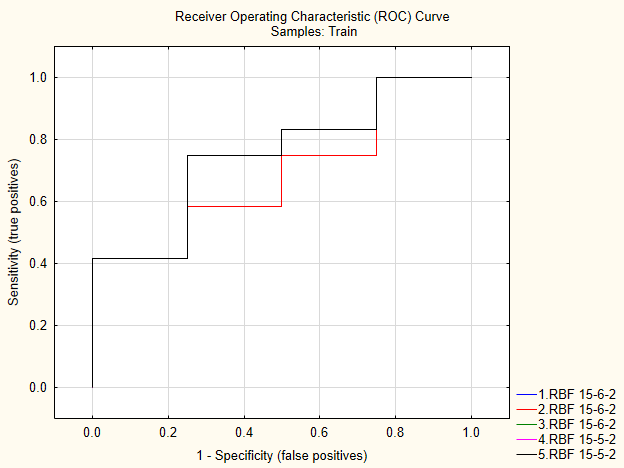 Receiver Operating Characteristic (ROC) Curve
Samples: Train
1.0
0.8
0.6
0.4
0.2
0.0
Sensitivity (true positives)
0.0 0.2 0.4 0.6 0.8 1.0
1 - Specificity (false positives)
1.RBF 15-6-2
2.RBF 15-6-2
3.RBF 15-6-2
4.RBF 15-5-2
5.RBF 15-5-2